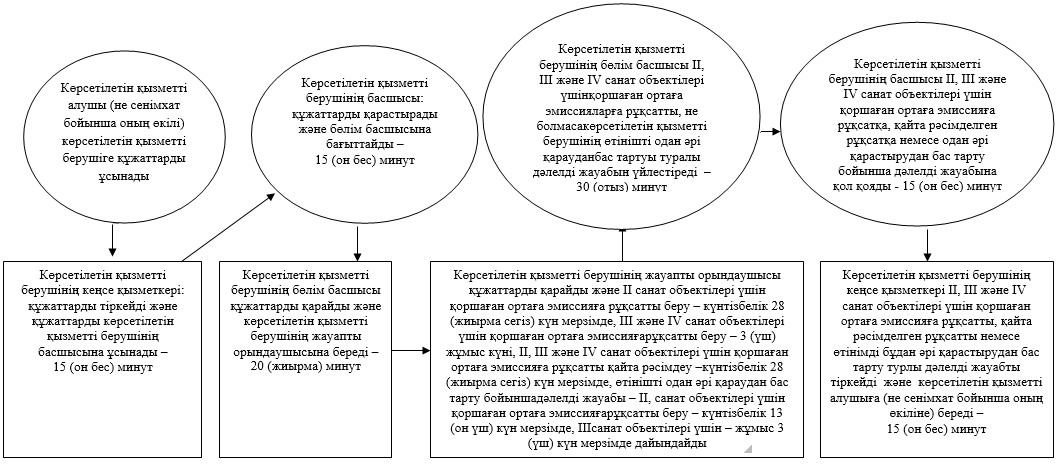 Көрсетілетін қызметті
алушы (не сенімхат
бойынша оның өкілі)
көрсетілетін қызметті
берушіге құжаттарды
ұсынады
Көрсетілетін қызметті
берушінің кеңсе қызметкері:
құжаттарды тіркейді және
құжаттарды көрсетілетін
қызметті берушінің
басшысына ұсынады –
15 (он бес) минут
Көрсетілетін қызметті
берушінің басшысы:
құжаттарды қарастырады
және бөлім басшысына
бағыттайды –
15 (он бес) минут
Көрсетілетін қызметті
берушінің бөлім басшысы
құжаттарды қарайды және
көрсетілетін қызметті
берушінің жауапты
орындаушысына береді –
20 (жиырма) минут
Көрсетілетін қызметті берушінің жауапты орындаушысы
құжаттарды қарайды және II санат объектілері үшін
қоршаған ортаға эмиссияға рұқсатты беру – күнтізбелік 28
(жиырма сегіз) күн мерзімде, III және IV санат объектілері
үшін қоршаған ортаға эмиссияғарұқсатты беру – 3 (үш)
жұмыс күні, II, III және IV санат объектілері үшін қоршаған
ортаға эмиссияға рұқсатты қайта рәсімдеу –күнтізбелік 28
(жиырма сегіз) күн мерзімде, өтінішті одан әрі қараудан бас
тарту бойыншадәлелді жауабы – II, санат объектілері үшін
қоршаған ортаға эмиссияғарұқсатты беру – күнтізбелік 13
(он үш) күн мерзімде, IIIсанат объектілері үшін – жұмыс 3
(үш) күн мерзімде дайындайды
Көрсетілетін қызметті
берушінің бөлім басшысы II,
III және IV санат объектілері
үшінқоршаған ортаға
эмиссияларға рұқсатты, не
болмасакөрсетілетін қызметті
берушінің өтінішті одан әрі
қарауданбас тартуы туралы
дәлелді жауабын үйлестіреді –
30 (отыз) минут
Көрсетілетін қызметті
берушінің басшысы II, III және
IV санат объектілері үшін
қоршаған ортаға эмиссияға
рұқсатқа, қайта рәсімделген
рұқсатқа немесе одан әрі
қарастырудан бас тарту
бойынша дәлелді жауабына
қол қояды - 15 (он бес) минут
Көрсетілетін қызметті берушінің
кеңсе қызметкері II, III және IV
санат объектілері үшін қоршаған
ортаға эмиссияға рұқсатты, қайта
рәсімделген рұқсатты немесе
өтінімді бұдан әрі қарастырудан бас
тарту турлы дәлелді жауабты
тіркейді және көрсетілетін қызметті
алушыға (не сенімхат бойынша оның
өкіліне) береді –
15 (он бес) минут